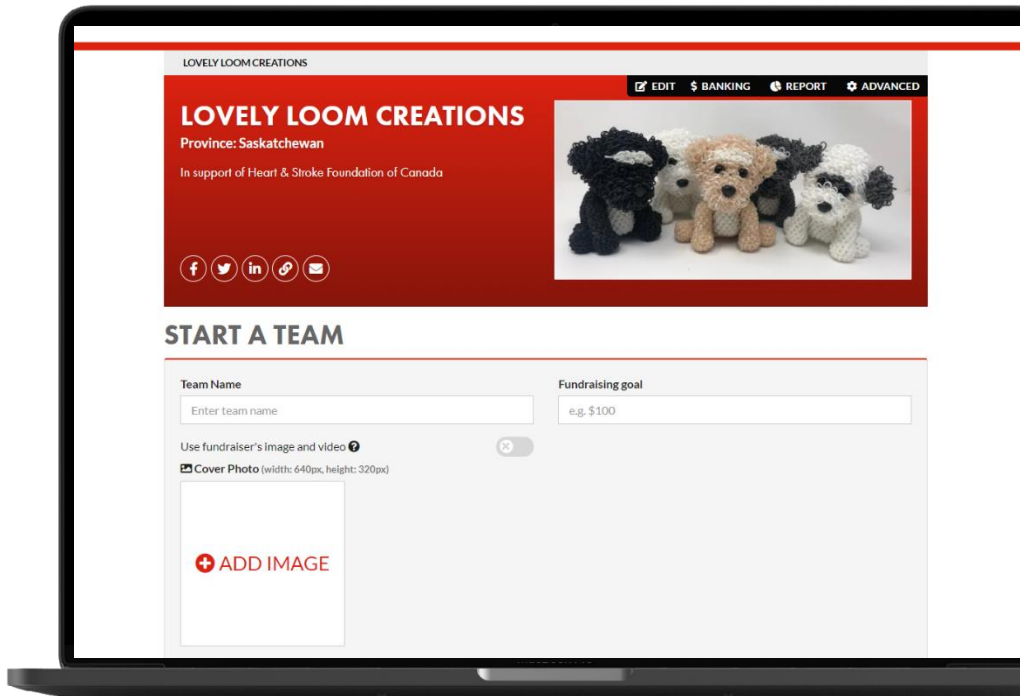 LOVELY LOOM CREATIONS
EDIT $ BANKING REPORT ADVANCED
LOVELY LOOM CREATIONS
Province: Saskatchewan
In support of Heart & Stroke Foundation of Canada
START A TEAM
Team Name Fundraising goal
Enter team name e.g. $100
Use fundraiser's image and video
Cover Photo (width: 640px, height: 320px)
ADD IMAGE